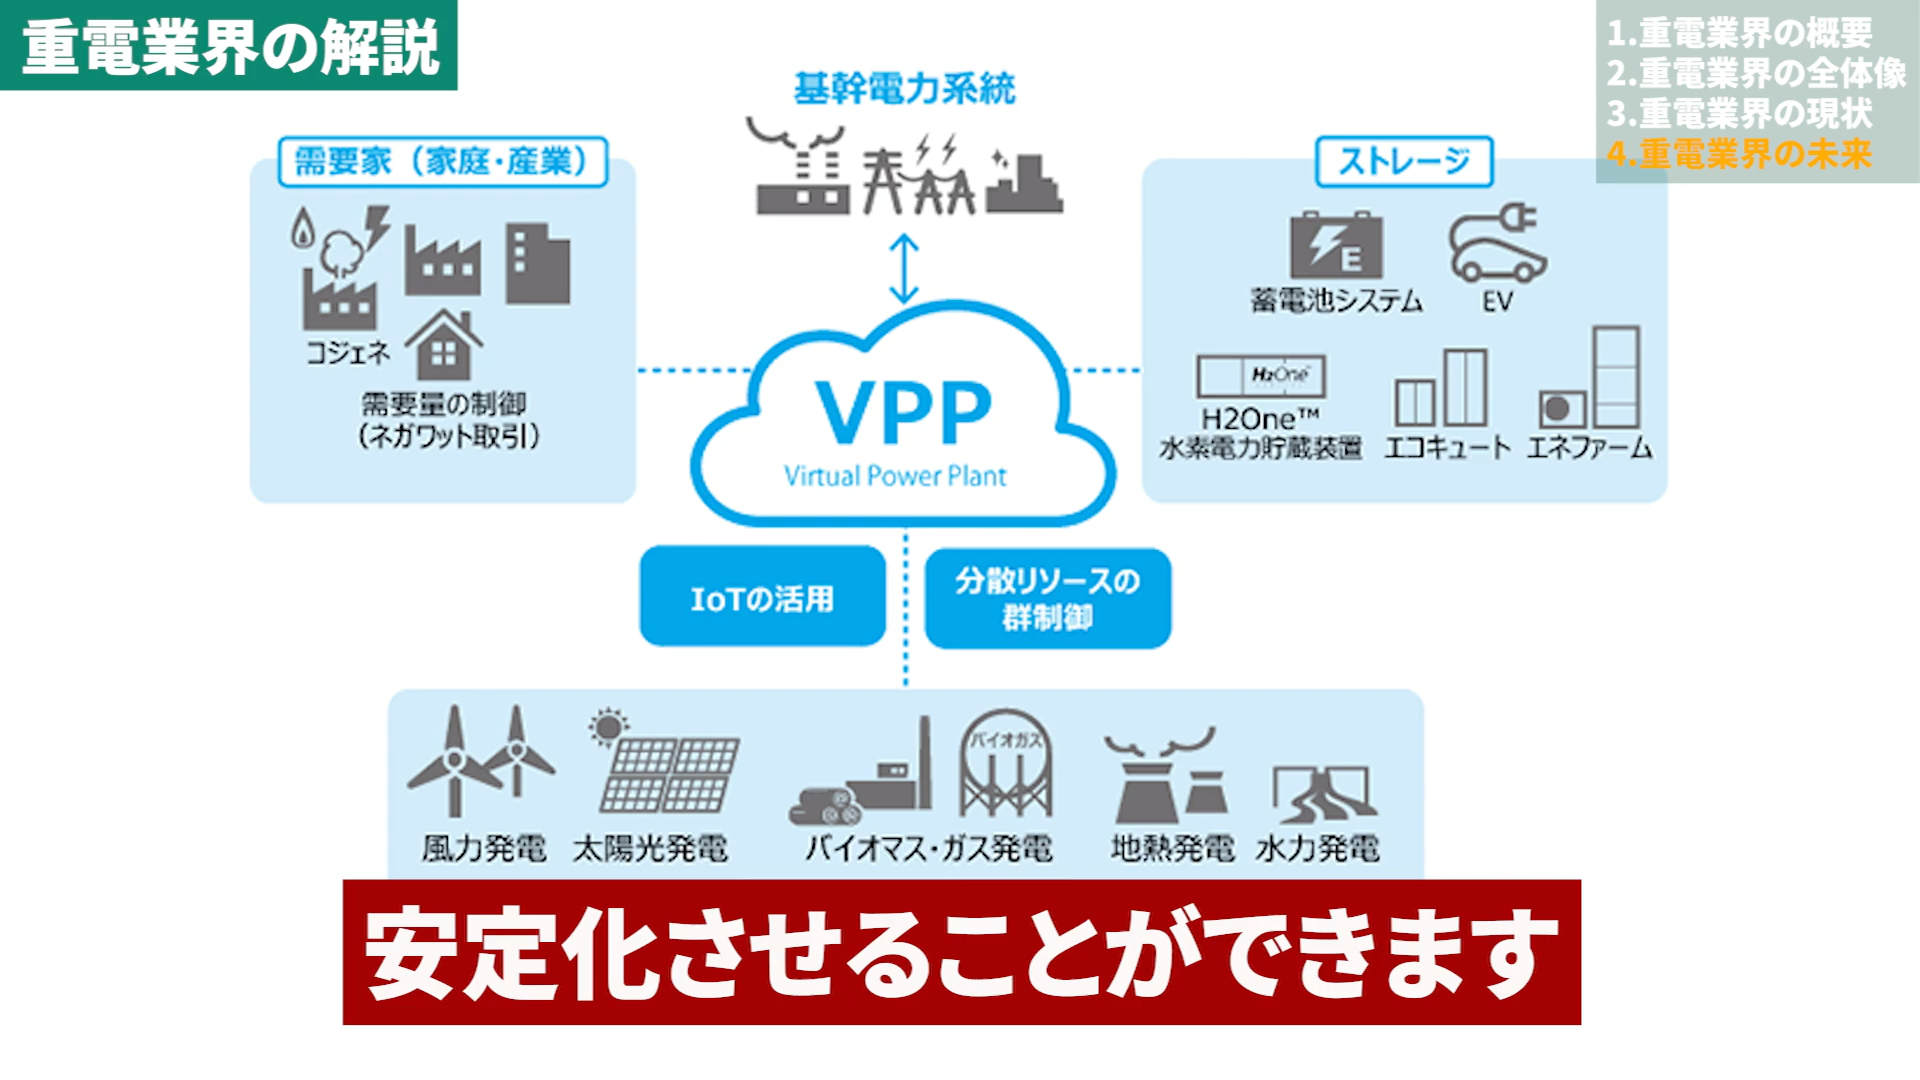 重電業界の解説
1.重電業界の概要
2.重電業界の全体像
3.重電業界の現状
4.重電業界の未来
基幹電力系統
需要家（家庭・産業）
コジェネ
需要量の制御
（ネガワット取引）
ストレージ
E
蓄電池システム
EV
H2One™
H2One™
水素電力貯蔵装置
エコキュート
エネファーム
VPP
Virtual Power Plant
IoTの活用
分散リソースの
群制御
バイオガス
風力発電
太陽光発電
バイオマス・ガス発電
地熱発電
水力発電
安定化させることができます